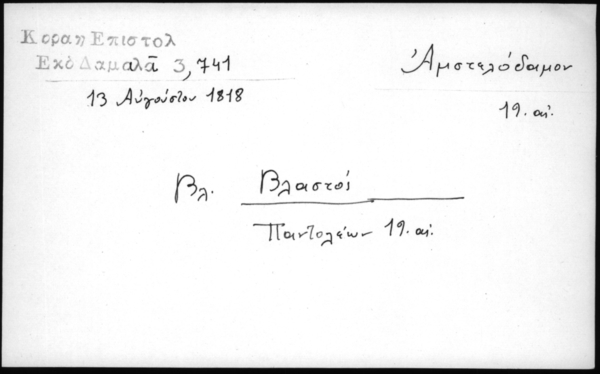 Κοραη Επιστολ
Εκδ Δαμαλᾶ 3,741
13 Αὐγούστου 1818
Ἀμστελόδαμον
19. αἰ.
Βλ. Βλαστοί
Παντολέων 19. αἰ.